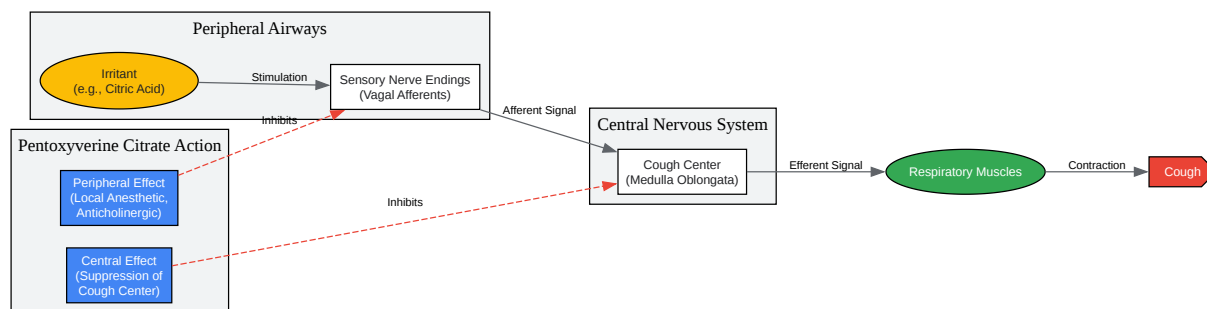 Peripheral Airways
Irritant
(e.g., Citric Acid)
Stimulation
Sensory Nerve Endings
(Vagal Afferents)
Afferent Signal
Inhibits
Pentoxyverine Citrate Action
Peripheral Effect
(Local Anesthetic,
Anticholinergic)
Central Effect
(Suppression of
Cough Center)
Inhibits
Central Nervous System
Cough Center
(Medulla Oblongata)
Efferent Signal
Respiratory Muscles
Contraction
Cough